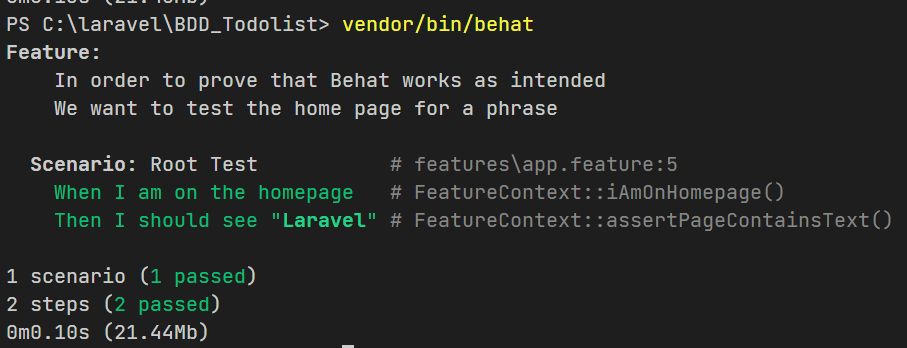 PS C:\laravel\BDD_Todolist> vendor/bin/behat
Feature:
    In order to prove that Behat works as intended
    We want to test the home page for a phrase

  Scenario: Root Test           # features\app.feature:5
    When I am on the homepage   # FeatureContext::iAmOnHomepage()
    Then I should see "Laravel" # FeatureContext::assertPageContainsText()

1 scenario (1 passed)
2 steps (2 passed)
0m0.10s (21.44Mb)